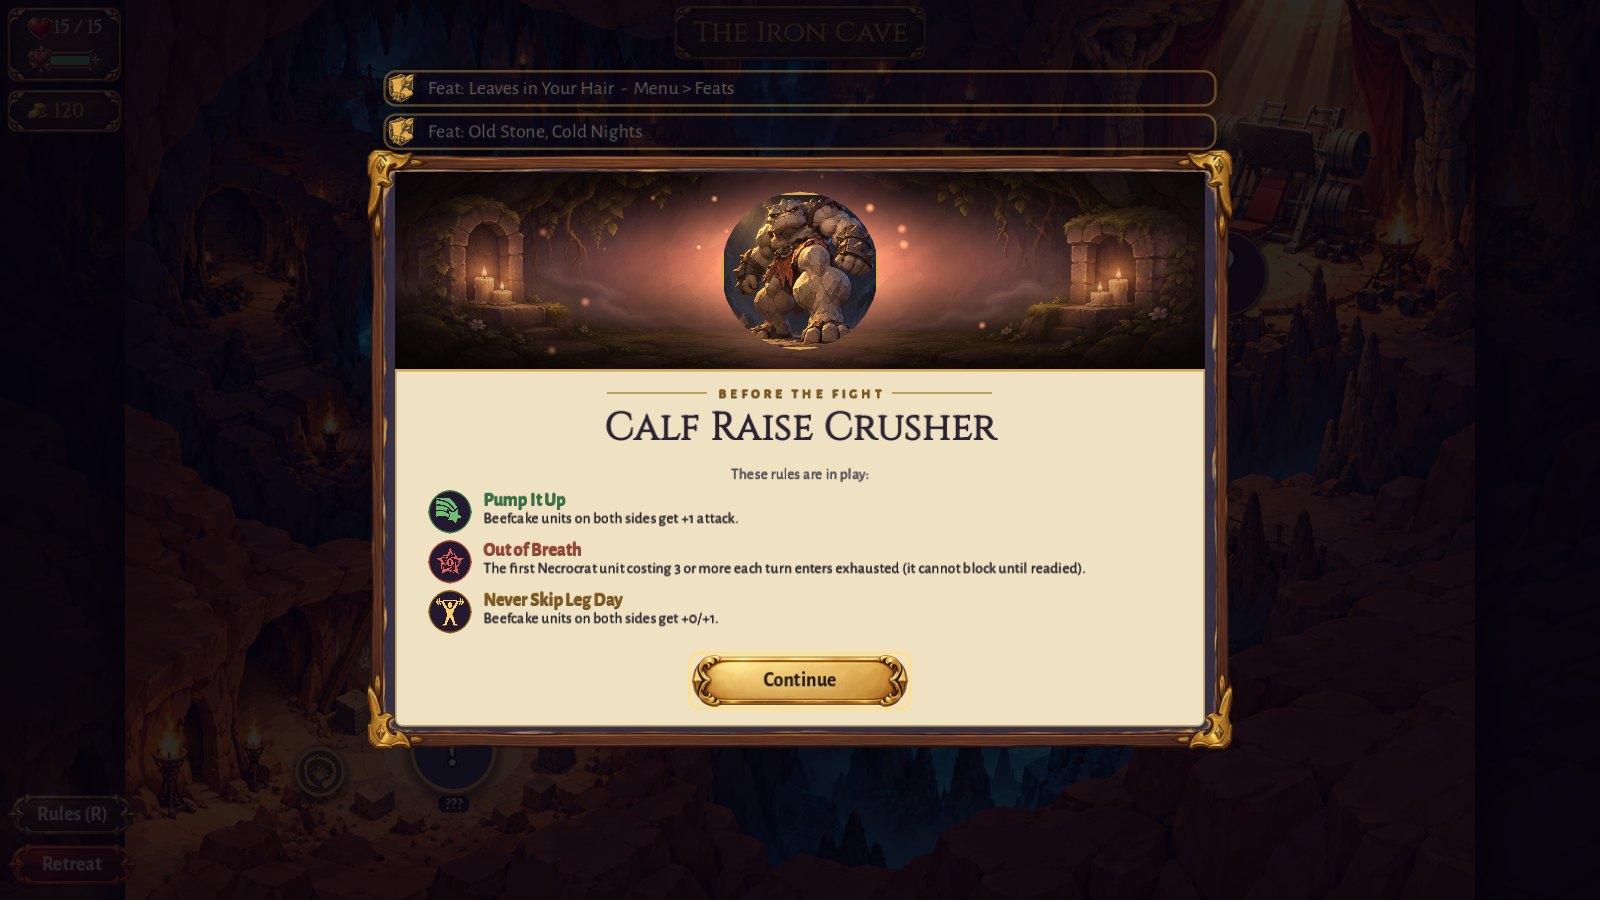 15 / 15
THE IRON CAVE
120
Feat: Leaves in Your Hair - Menu > Feats
Feat: Old Stone, Cold Nights
BEFORE THE FIGHT
CALF RAISE CRUSHER
These rules are in play:
Pump It Up
Beefcake units on both sides get +1 attack.
Out of Breath
The first Necrocrat unit costing 3 or more each turn enters exhausted (it cannot block until readied).
Never Skip Leg Day
Beefcake units on both sides get +0/+1.
Continue
???
Rules (R)
Retreat